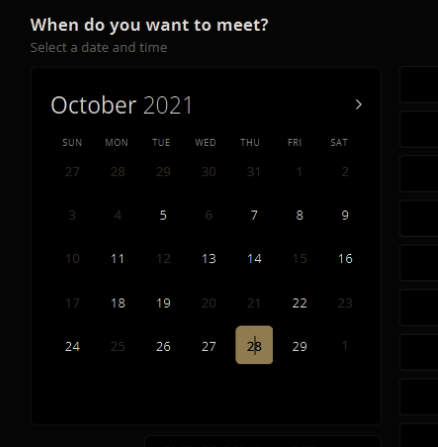 When do you want to meet?
Select a date and time
October 2021
SUN MON TUE WED THU FRI SAT
27 28 29 30 31 1 2
3 4 5 6 7 8 9
10 11 12 13 14 15 16
17 18 19 20 21 22 23
24 25 26 27 28 29 1